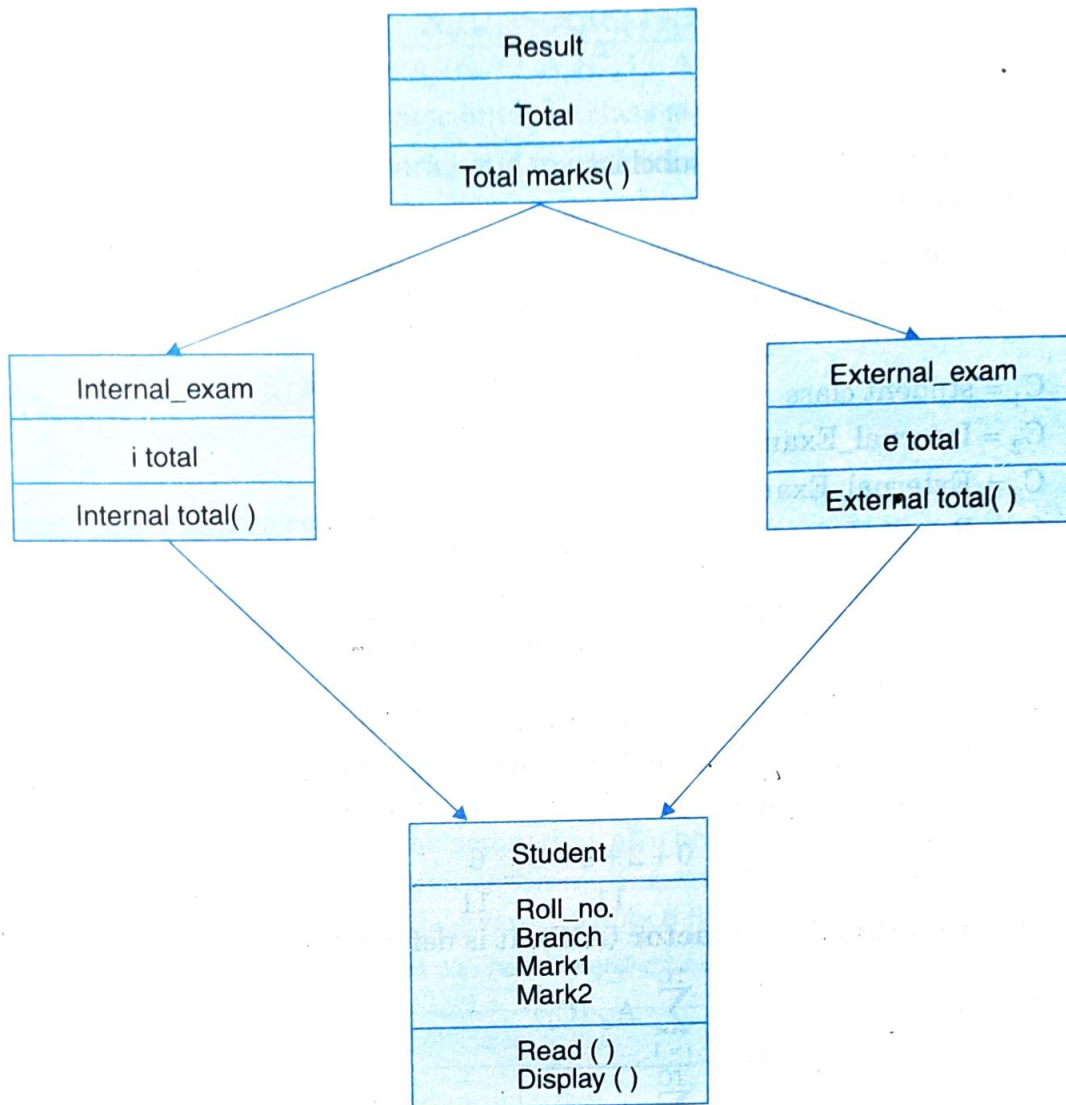 Result
Total
Total marks( )
Internal_exam
i total
Internal total( )
External_exam
e total
External total( )
Student
Roll_no.
Branch
Mark1
Mark2
Read ( )
Display ( )